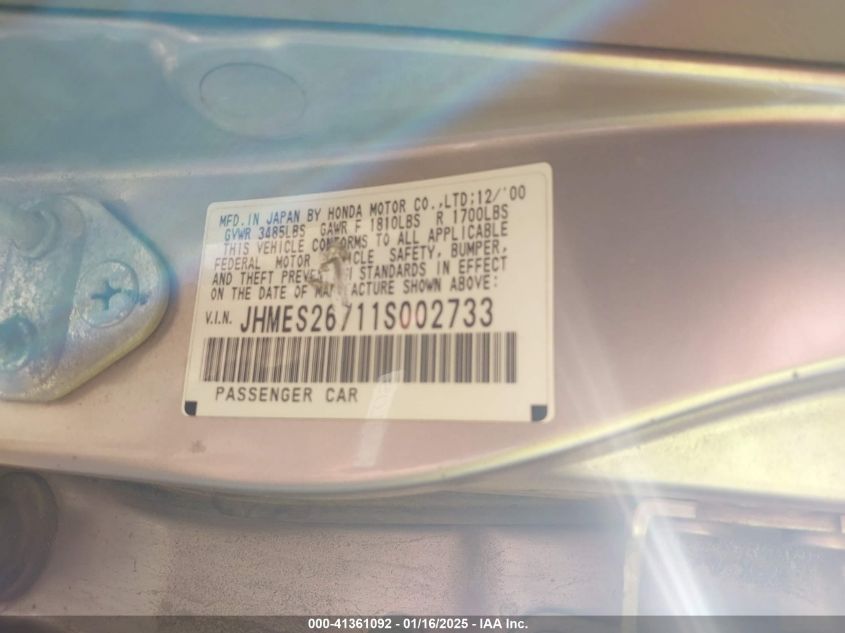 MFD. IN JAPAN BY HONDA MOTOR CO.,LTD;12/'00
GVWR 3485LBS GAWR F 1810LBS R 1700LBS
THIS VEHICLE CONFORMS TO ALL APPLICABLE
FEDERAL MOTOR VEHICLE SAFETY, BUMPER,
AND THEFT PREVENTION STANDARDS IN EFFECT
ON THE DATE OF MANUFACTURE SHOWN ABOVE:
V.I.N. JHMES26711S002733
PASSENGER CAR
000-41361092 - 01/16/2025 - IAA Inc.